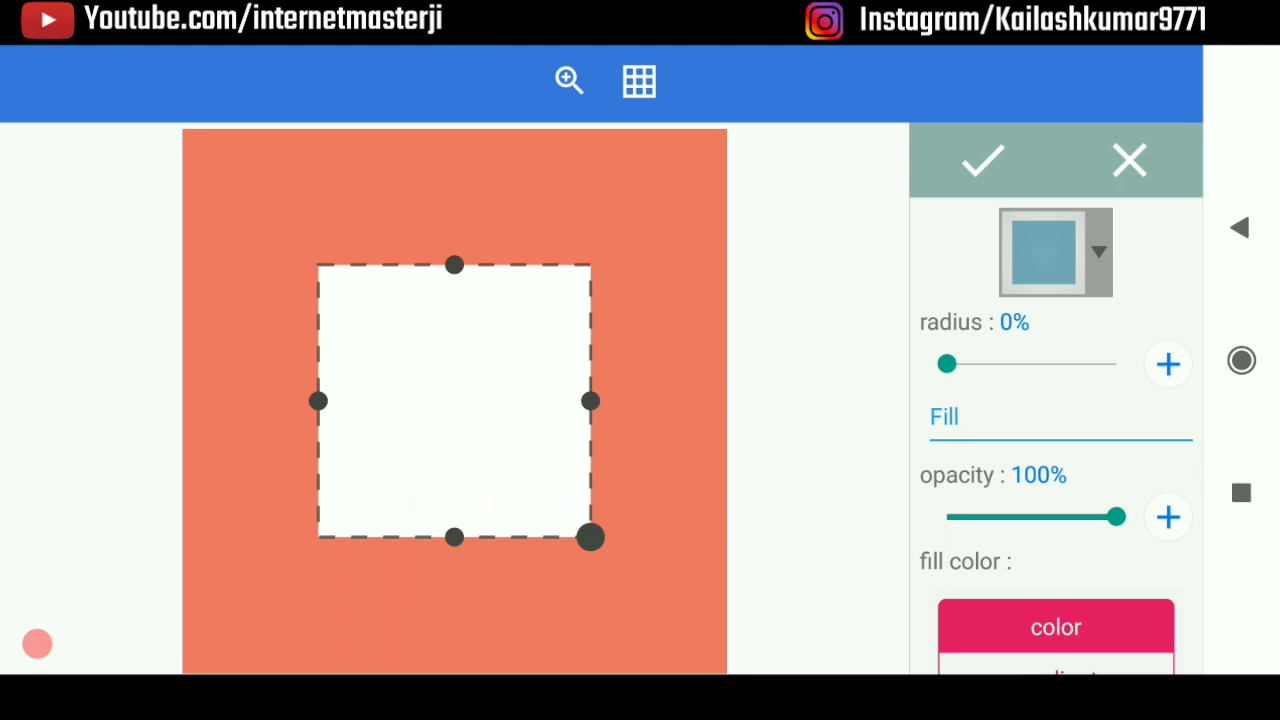 Youtube.com/internetmasterji
Instagram/Kailashkumar9771
radius : 0%
Fill
opacity : 100%
fill color :
color